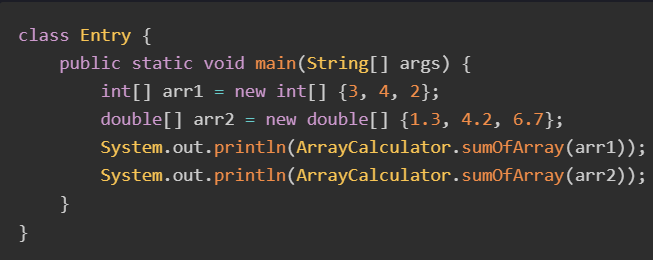 class Entry {
    public static void main(String[] args) {
        int[] arr1 = new int[] {3, 4, 2};
        double[] arr2 = new double[] {1.3, 4.2, 6.7};
        System.out.println(ArrayCalculator.sumOfArray(arr1));
        System.out.println(ArrayCalculator.sumOfArray(arr2));
    }
}